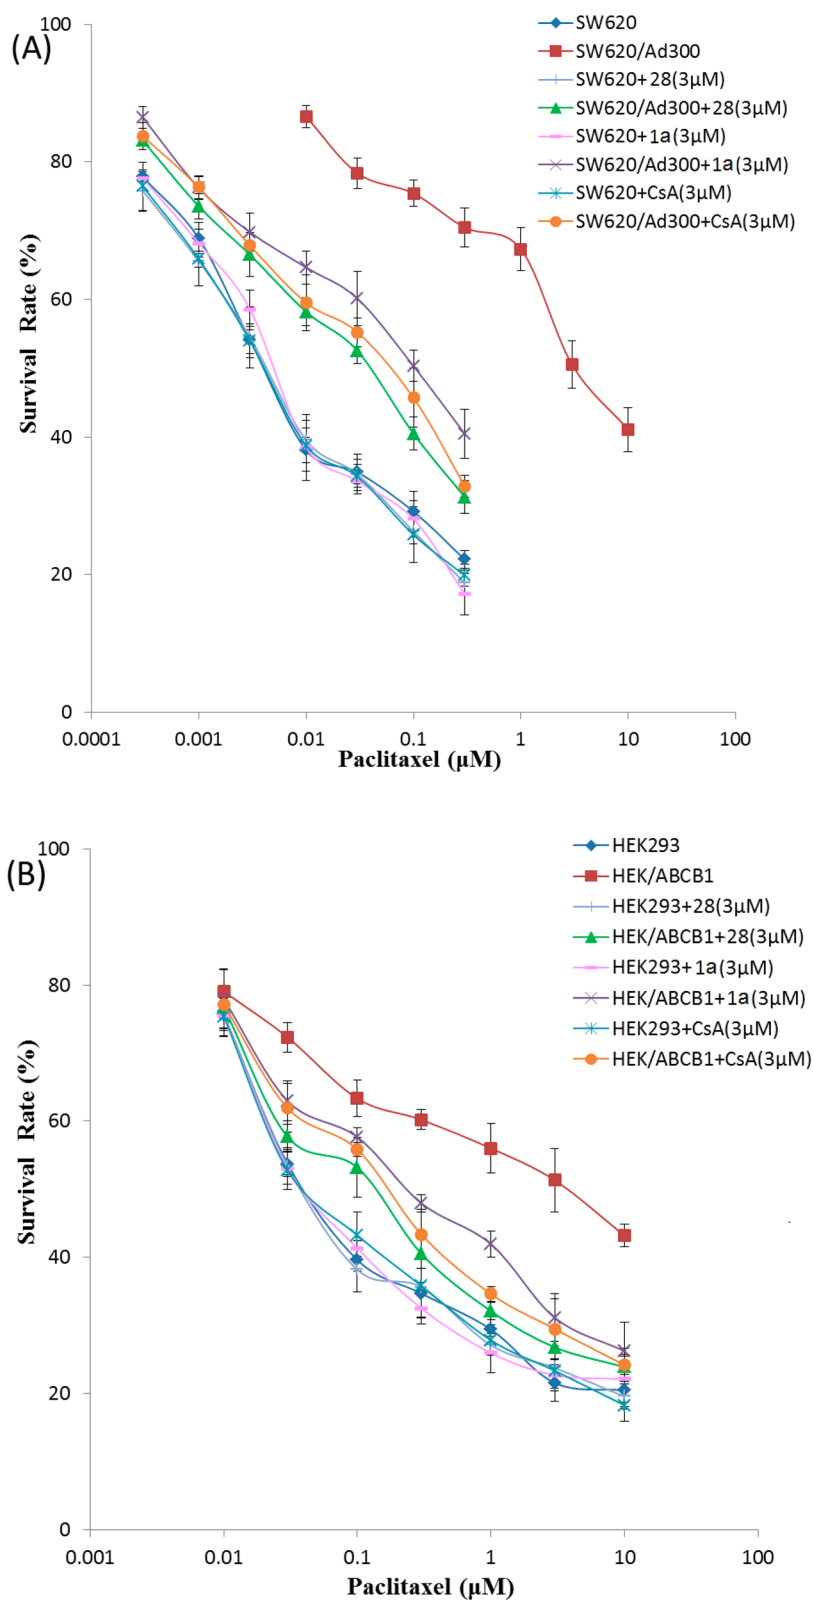 (A)
100
80
60
40
20
0
Survival Rate (%)
0.0001 0.001 0.01 0.1 1 10 100
Paclitaxel (μM)
SW620
SW620/Ad300
SW620+28(3μM)
SW620/Ad300+28(3μM)
SW620+1a(3μM)
SW620/Ad300+1a(3μM)
SW620+CsA(3μM)
SW620/Ad300+CsA(3μM)
(B)
100
80
60
40
20
0
Survival Rate (%)
0.001 0.01 0.1 1 10 100
Paclitaxel (μM)
HEK293
HEK/ABCB1
HEK293+28(3μM)
HEK/ABCB1+28(3μM)
HEK293+1a(3μM)
HEK/ABCB1+1a(3μM)
HEK293+CsA(3μM)
HEK/ABCB1+CsA(3μM)